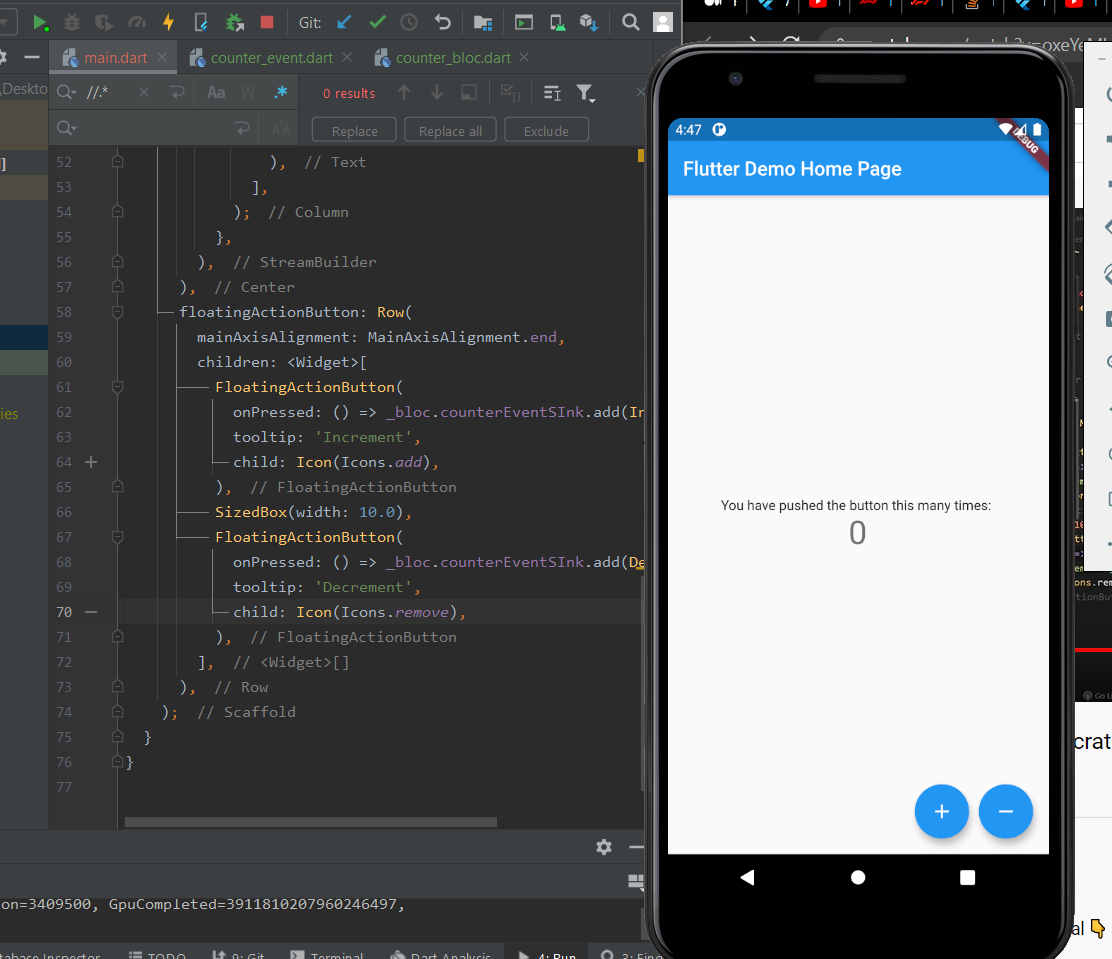 Git:
main.dart
counter_event.dart
counter_bloc.dart
Deskto
//.*
Aa
W
.*
0 results
Replace
Replace all
Exclude
52 ), // Text
53 ],
54 ); // Column
55 },
56 ), // StreamBuilder
57 ), // Center
58 floatingActionButton: Row(
59 mainAxisAlignment: MainAxisAlignment.end,
60 children: <Widget>[
61 FloatingActionButton(
62 onPressed: () => _bloc.counterEventSInk.add(In
63 tooltip: 'Increment',
64 child: Icon(Icons.add),
65 ), // FloatingActionButton
66 SizedBox(width: 10.0),
67 FloatingActionButton(
68 onPressed: () => _bloc.counterEventSInk.add(De
69 tooltip: 'Decrement',
70 child: Icon(Icons.remove),
71 ), // FloatingActionButton
72 ], // <Widget>[]
73 ), // Row
74 ); // Scaffold
75 }
76 }
77
ies
on=3409500, GpuCompleted=3911810207960246497,
TODO
9: Git
Terminal
Dart Analysis
4: Run
4:47
DEBUG
Flutter Demo Home Page
You have pushed the button this many times:
0
+
−
crat
al 👇